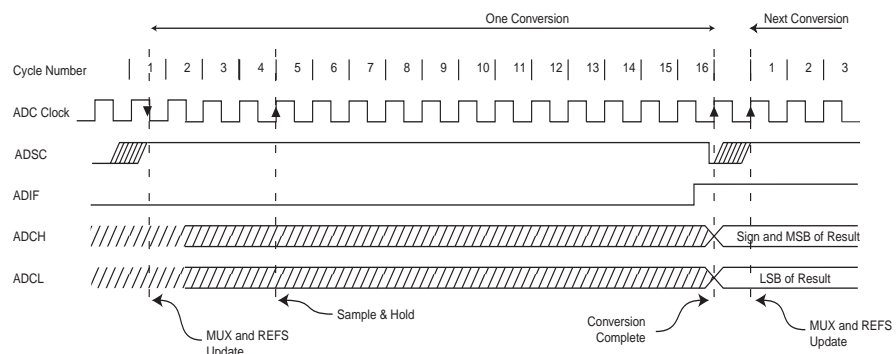 One Conversion
Next Conversion
Cycle Number 1 2 3 4 5 6 7 8 9 10 11 12 13 14 15 16 1 2 3
ADC Clock
ADSC
ADIF
ADCH
Sign and MSB of Result
ADCL
LSB of Result
MUX and REFS
Update
Sample & Hold
Conversion
Complete
MUX and REFS
Update